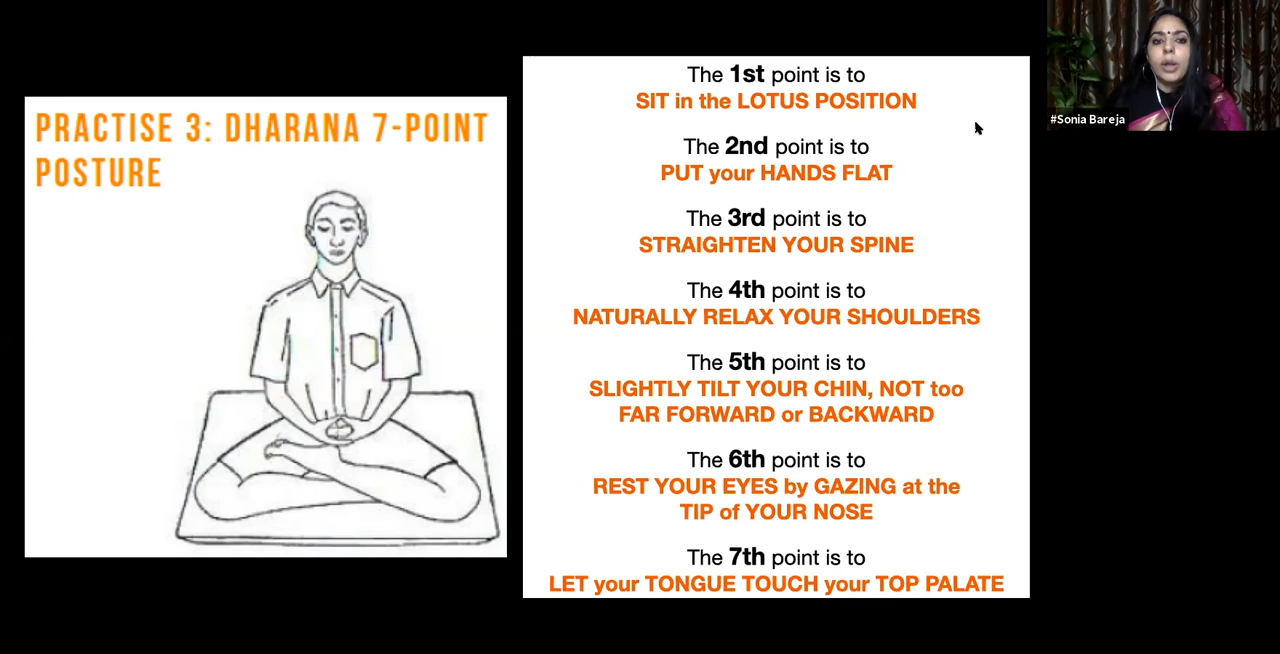 PRACTISE 3: DHARANA 7-POINT
POSTURE
The 1st point is to
SIT in the LOTUS POSITION
The 2nd point is to
PUT your HANDS FLAT
The 3rd point is to
STRAIGHTEN YOUR SPINE
The 4th point is to
NATURALLY RELAX YOUR SHOULDERS
The 5th point is to
SLIGHTLY TILT YOUR CHIN, NOT too
FAR FORWARD or BACKWARD
The 6th point is to
REST YOUR EYES by GAZING at the
TIP of YOUR NOSE
The 7th point is to
LET your TONGUE TOUCH your TOP PALATE
#Sonia Bareja